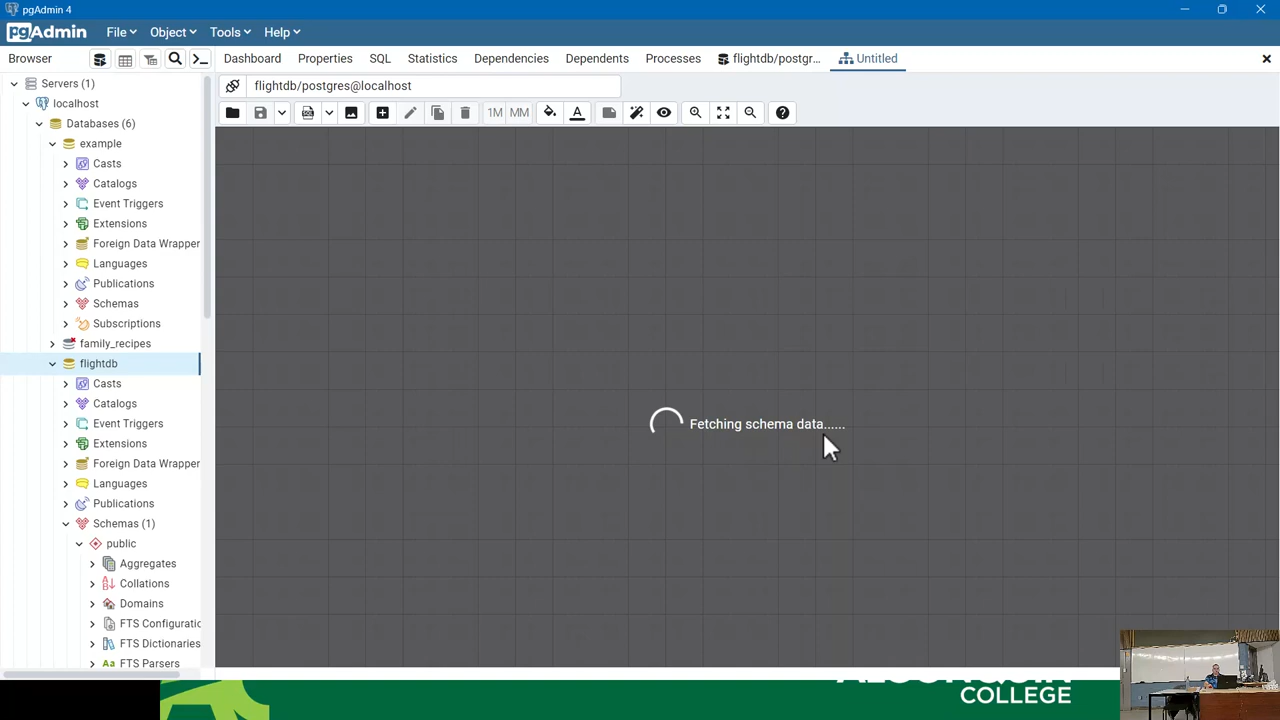 pgAdmin 4
pgAdmin File Object Tools Help
Browser
Dashboard Properties SQL Statistics Dependencies Dependents Processes flightdb/postgr... Untitled
flightdb/postgres@localhost
1M MM
Servers (1)
localhost
Databases (6)
example
Casts
Catalogs
Event Triggers
Extensions
Foreign Data Wrapper
Languages
Publications
Schemas
Subscriptions
family_recipes
flightdb
Casts
Catalogs
Event Triggers
Extensions
Foreign Data Wrapper
Languages
Publications
Schemas (1)
public
Aggregates
Collations
Domains
FTS Configuratic
FTS Dictionaries
Aa FTS Parsers
Fetching schema data......
ALGONQUIN
COLLEGE